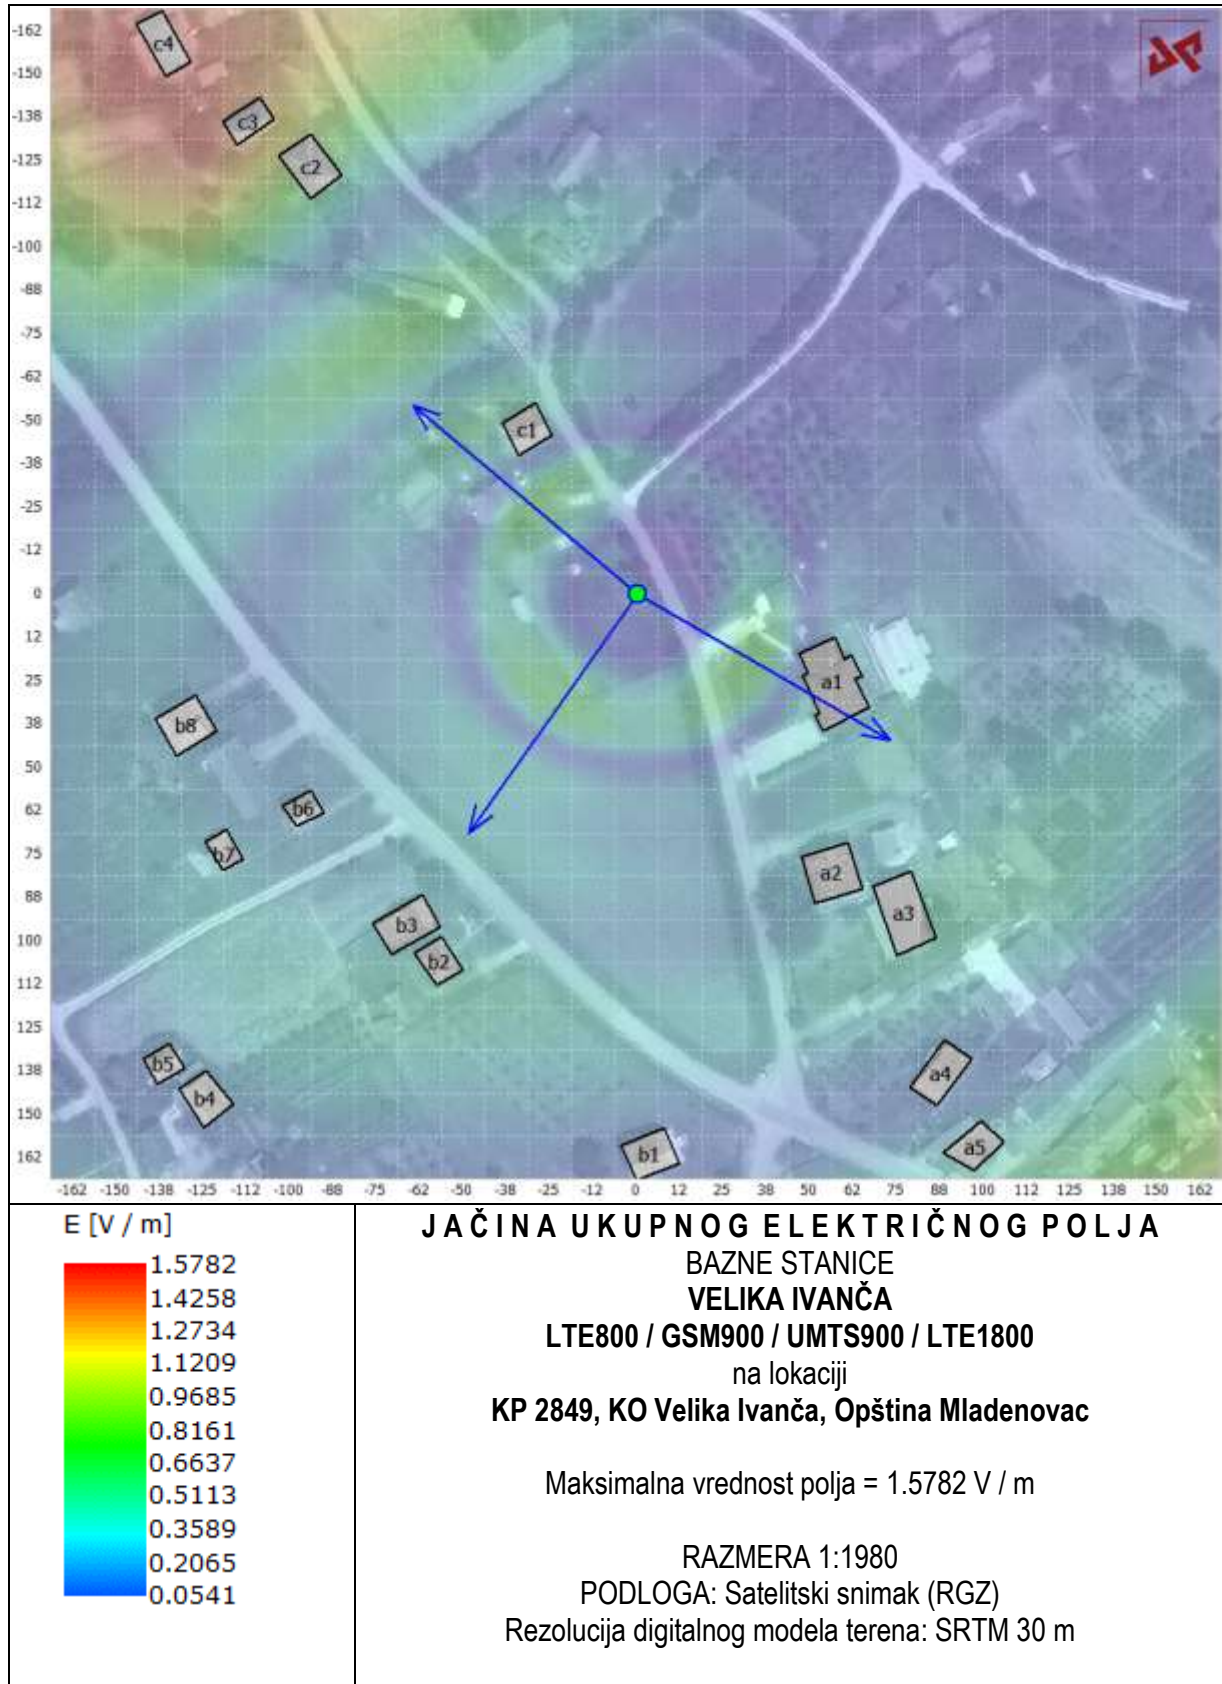 -162
-150
-138
-125
-112
-100
-88
-75
-62
-50
-38
-25
-12
0
12
25
38
50
62
75
88
100
112
125
138
150
162
c4
c3
c2
c1
a1
b8
b6
b7
a2
a3
b3
b2
b5
b4
a4
a5
b1
-162 -150 -138 -125 -112 -100 -88 -75 -62 -50 -38 -25 -12 0 12 25 38 50 62 75 88 100 112 125 138 150 162
E [V / m]
1.5782
1.4258
1.2734
1.1209
0.9685
0.8161
0.6637
0.5113
0.3589
0.2065
0.0541
JAČINA UKUPNOG ELEKTRIČNOG POLJA
BAZNE STANICE
VELIKA IVANČA
LTE800 / GSM900 / UMTS900 / LTE1800
na lokaciji
KP 2849, KO Velika Ivanča, Opština Mladenovac
Maksimalna vrednost polja = 1.5782 V / m
RAZMERA 1:1980
PODLOGA: Satelitski snimak (RGZ)
Rezolucija digitalnog modela terena: SRTM 30 m